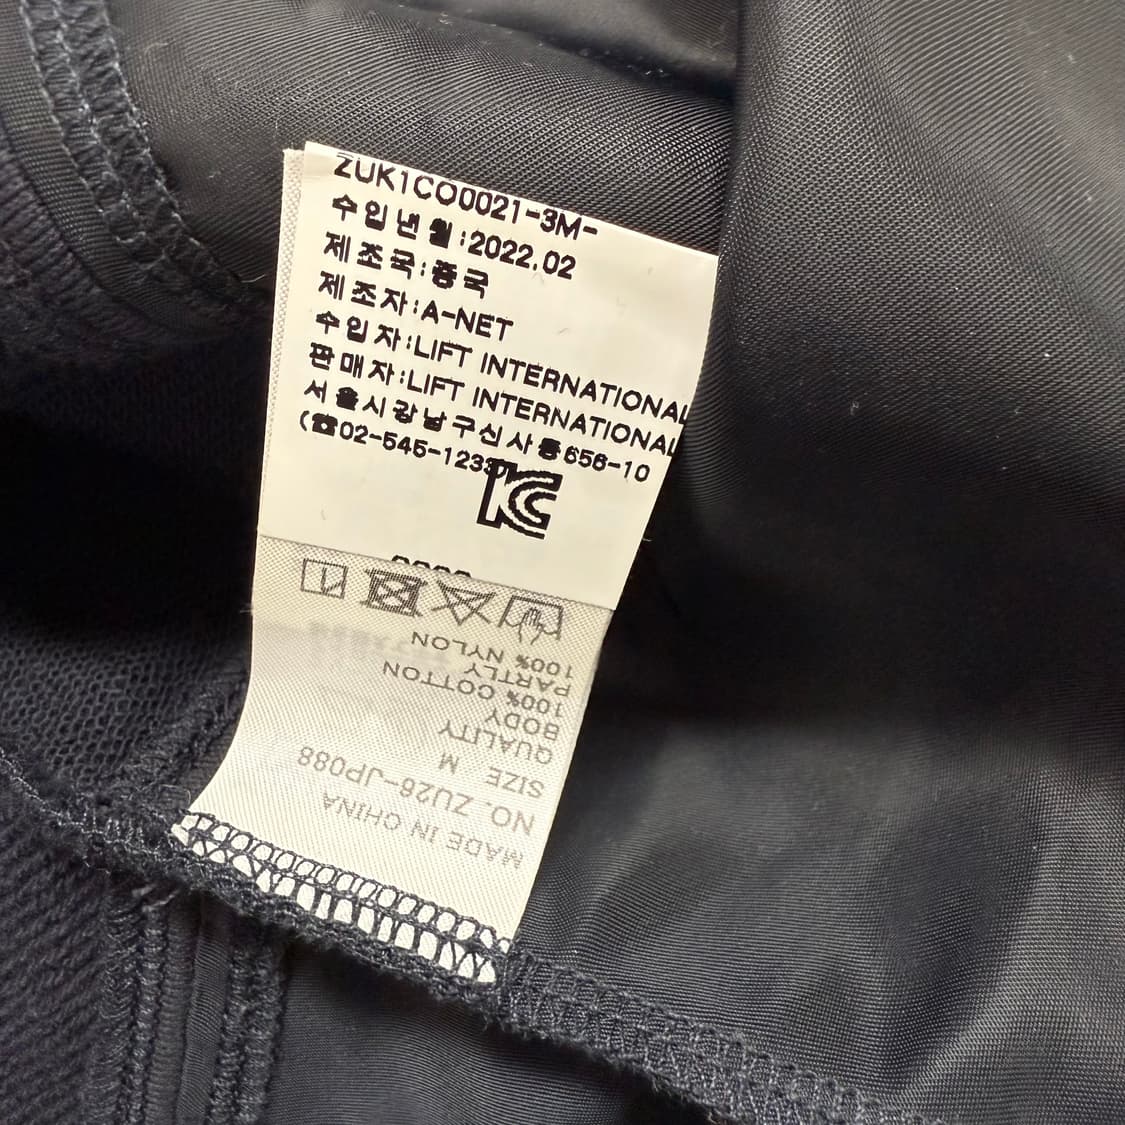 ZUK1CO0021-3M-
수입년월:2022.02
제조국:중국
제조자:A-NET
수입자:LIFT INTERNATIONAL
판매자:LIFT INTERNATIONAL
서울시강남구신사동656-10
(☎02-545-1233)
KC
MADE IN CHINA
NO. ZU26-JP088
SIZE M
QUALITY
BODY
100% COTTON
PARTLY
100% NYLON